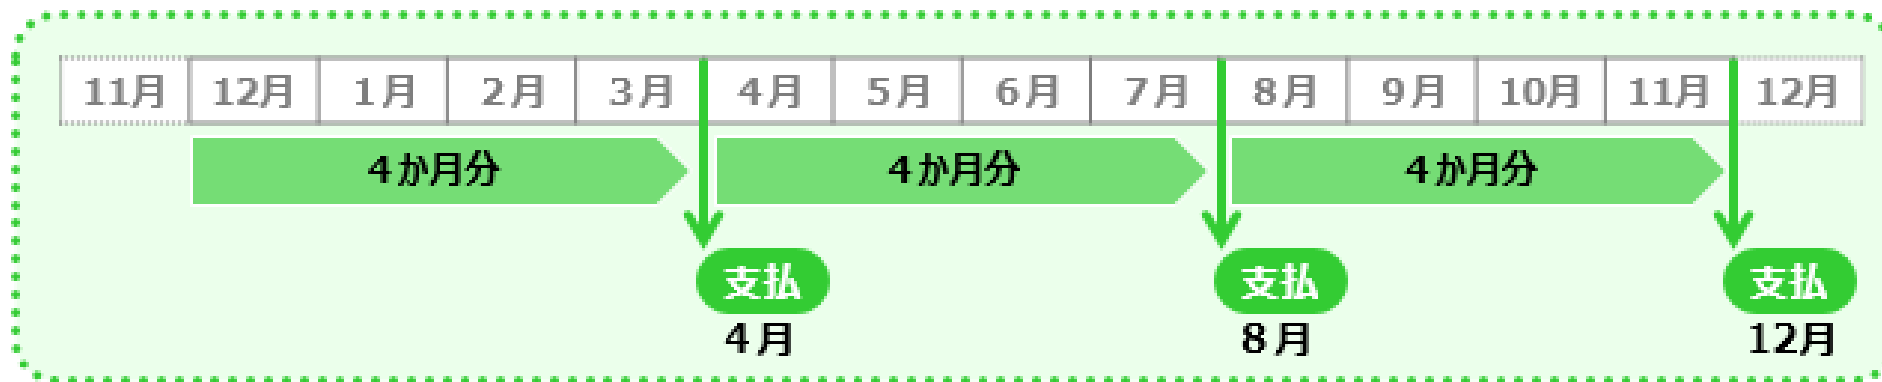 11月 12月 1月 2月 3月 4月 5月 6月 7月 8月 9月 10月 11月 12月
4か月分 4か月分 4か月分
支払 支払 支払
4月 8月 12月